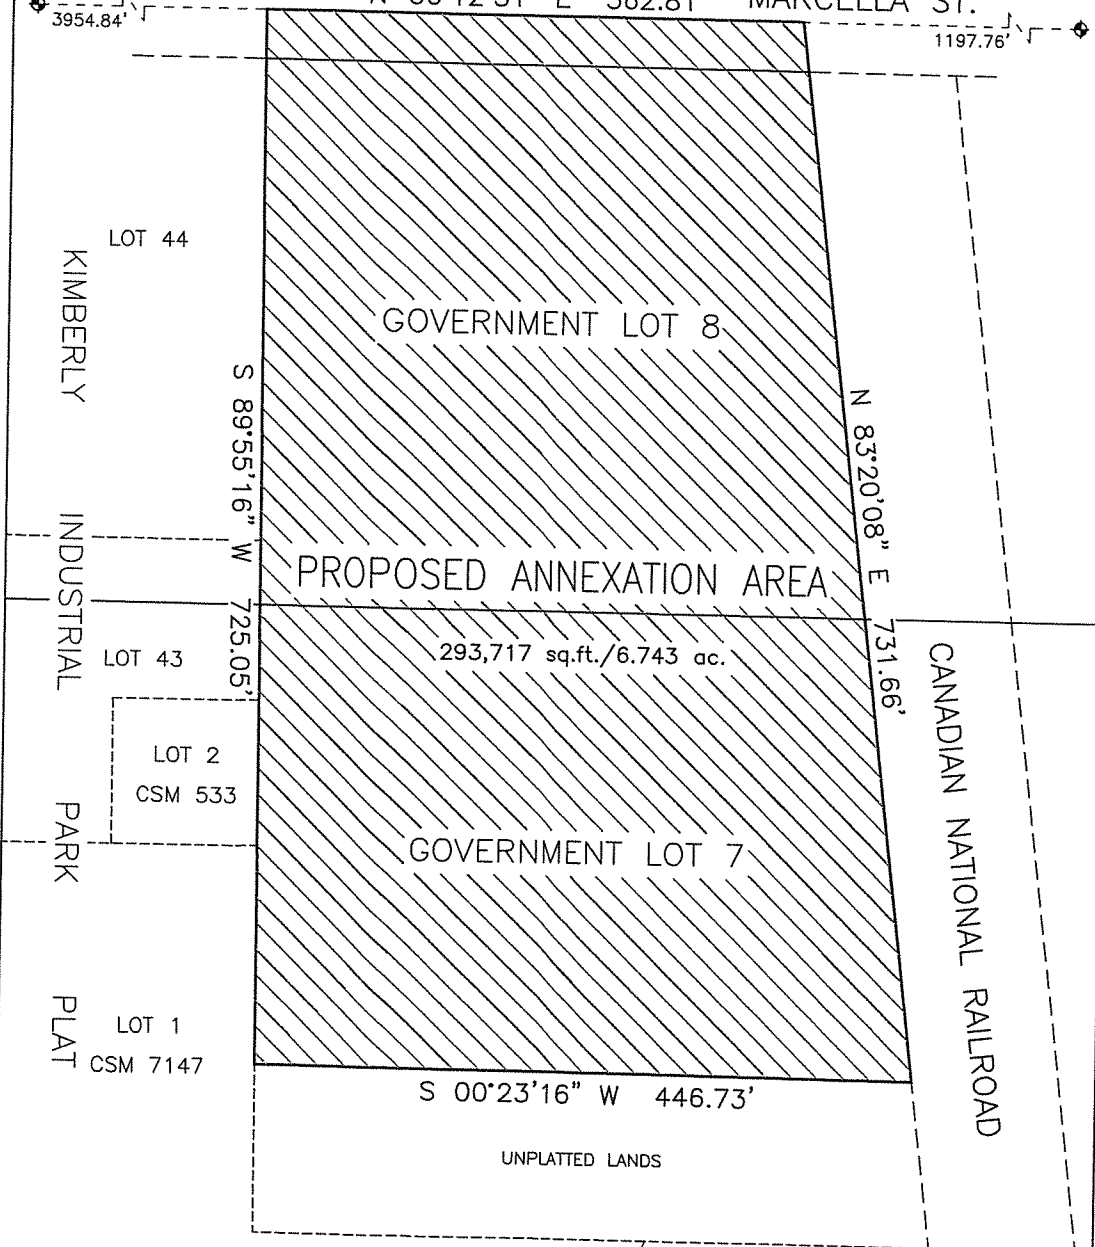 3954.84'
MARCELLA ST.
1197.76'
LOT 44
GOVERNMENT LOT 8
KIMBERLY INDUSTRIAL PARK PLAT
S 89°55'16" W 725.05'
N 83°20'08" E 731.66'
PROPOSED ANNEXATION AREA
293,717 sq.ft./6.743 ac.
LOT 43
LOT 2
CSM 533
GOVERNMENT LOT 7
CANADIAN NATIONAL RAILROAD
LOT 1
CSM 7147
S 00°23'16" W 446.73'
UNPLATTED LANDS